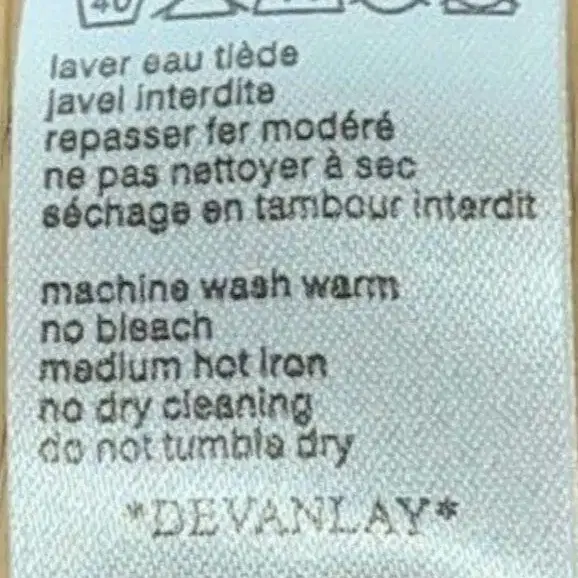 40
laver eau tiède
javel interdite
repasser fer modéré
ne pas nettoyer à sec
séchage en tambour interdit
machine wash warm
no bleach
medium hot iron
no dry cleaning
do not tumble dry
*DEVANLAY*